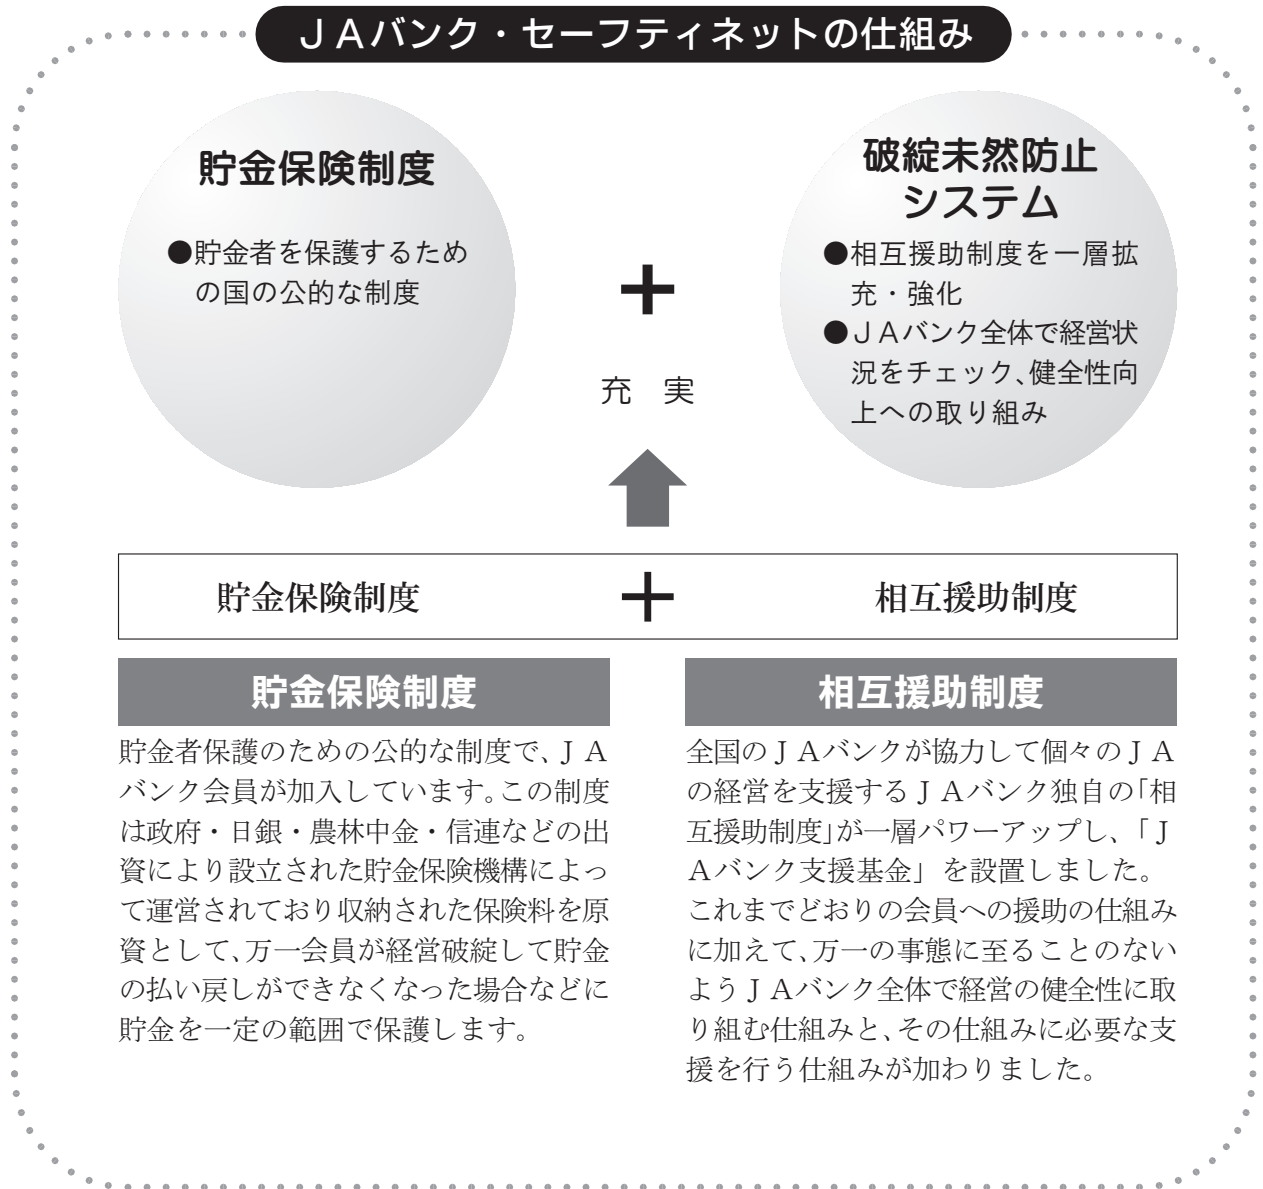 ＪＡバンク・セーフティネットの仕組み
貯金保険制度
●貯金者を保護するため
の国の公的な制度
＋
充　実
破綻未然防止
システム
●相互援助制度を一層拡
充・強化
●ＪＡバンク全体で経営状
況をチェック、健全性向
上への取り組み
貯金保険制度　＋　相互援助制度
貯金保険制度
貯金者保護のための公的な制度で、ＪＡ
バンク会員が加入しています。この制度
は政府・日銀・農林中金・信連などの出
資により設立された貯金保険機構によっ
て運営されており収納された保険料を原
資として、万一会員が経営破綻して貯金
の払い戻しができなくなった場合などに
貯金を一定の範囲で保護します。
相互援助制度
全国のＪＡバンクが協力して個々のＪＡ
の経営を支援するＪＡバンク独自の「相
互援助制度」が一層パワーアップし、「Ｊ
Ａバンク支援基金」を設置しました。
これまでどおりの会員への援助の仕組み
に加えて、万一の事態に至ることのない
ようＪＡバンク全体で経営の健全性に取
り組む仕組みと、その仕組みに必要な支
援を行う仕組みが加わりました。